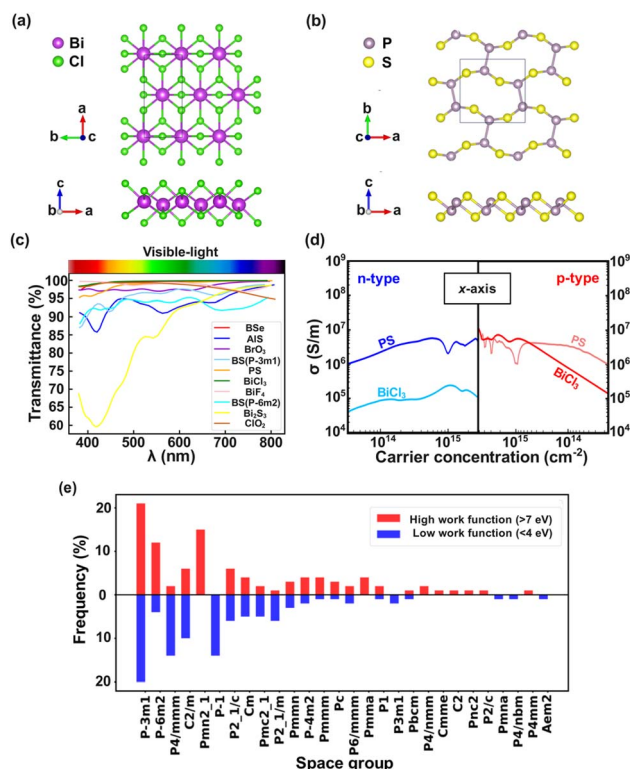 (a)
Bi
Cl
a
b
c
c
b
a
(b)
P
S
b
c
a
c
b
a
(c)
Visible-light
Transmittance (%)
100
95
90
85
80
75
70
65
60
BSe
AlS
BrO₃
BS(P-3m1)
PS
BiCl₃
BiF₄
BS(P-6m2)
Bi₂S₃
ClO₂
400 500 600 700 800
λ (nm)
(d)
n-type
x-axis
p-type
σ (S/m)
10⁹
10⁸
10⁷
10⁶
10⁵
10⁴
PS
BiCl₃
PS
BiCl₃
10⁹
10⁸
10⁷
10⁶
10⁵
10⁴
10¹⁴ 10¹⁵ 10¹⁵ 10¹⁴
Carrier concentration (cm⁻²)
(e)
High work function (>7 eV)
Low work function (<4 eV)
Frequency (%)
20
10
0
10
20
P-3m1
P-6m2
P4/mmm
C2/m
Pmn2_1
P-1
P2_1/c
Cm
Pmc2_1
P2_1/m
Pmmn
P-4m2
Pmmm
Pc
P6/mmm
Pmma
P1
P3m1
Pbcm
P4/nmm
Cmme
C2
Pnc2
P2/c
Pmna
P4/nbm
P4mm
Aem2
Space group